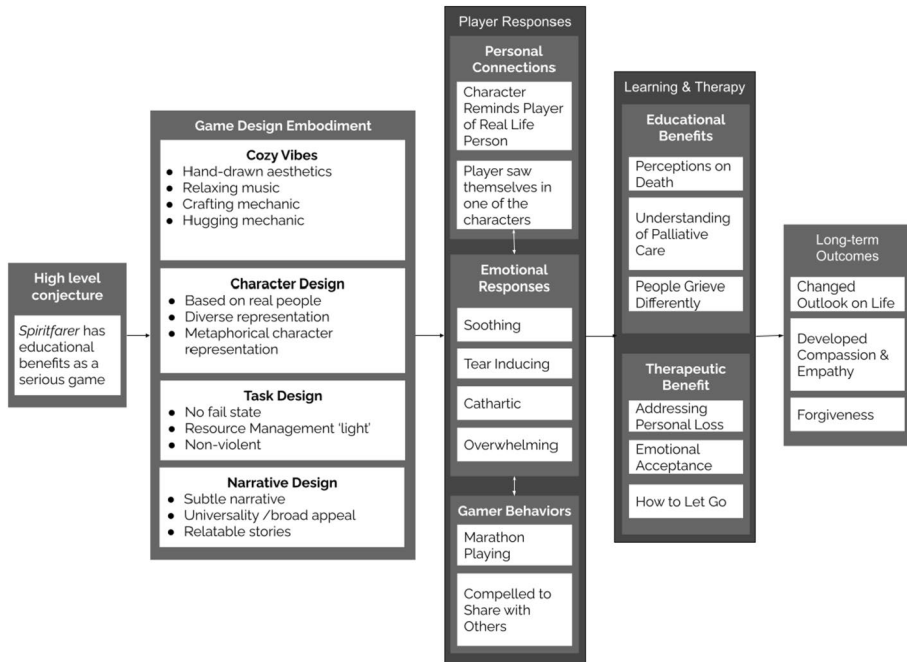 High level
conjecture
Spiritfarer has
educational
benefits as a
serious game
Game Design Embodiment
Cozy Vibes
● Hand-drawn aesthetics
● Relaxing music
● Crafting mechanic
● Hugging mechanic
Character Design
● Based on real people
● Diverse representation
● Metaphorical character
representation
Task Design
● No fail state
● Resource Management ‘light’
● Non-violent
Narrative Design
● Subtle narrative
● Universality /broad appeal
● Relatable stories
Player Responses
Personal
Connections
Character
Reminds Player
of Real Life
Person
Player saw
themselves in
one of the
characters
Emotional
Responses
Soothing
Tear Inducing
Cathartic
Overwhelming
Gamer Behaviors
Marathon
Playing
Compelled to
Share with
Others
Learning & Therapy
Educational
Benefits
Perceptions on
Death
Understanding
of Palliative
Care
People Grieve
Differently
Therapeutic
Benefit
Addressing
Personal Loss
Emotional
Acceptance
How to Let Go
Long-term
Outcomes
Changed
Outlook on Life
Developed
Compassion &
Empathy
Forgiveness